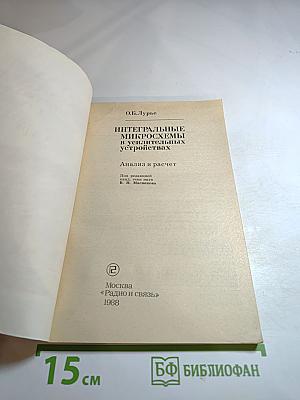 О.Б.Лурье
ИНТЕГРАЛЬНЫЕ
МИКРОСХЕМЫ
в усилительных
устройствах
Анализ и расчет
Под редакцией
канд. техн. наук
Москва
«Радио и связь»
1988
15 см
БФ БИБЛИОФАН